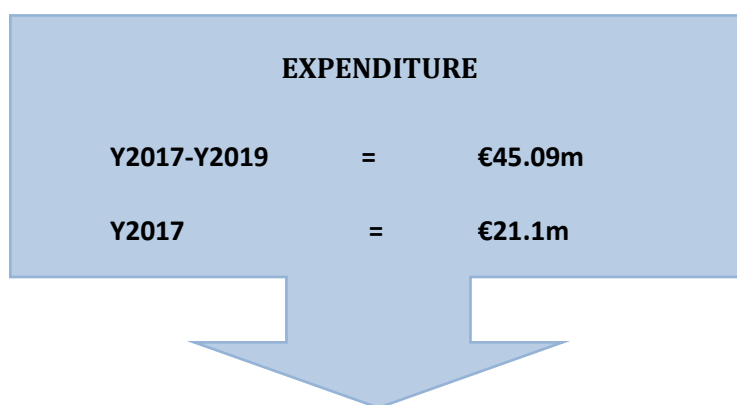 EXPENDITURE
Y2017-Y2019 = €45.09m
Y2017 = €21.1m